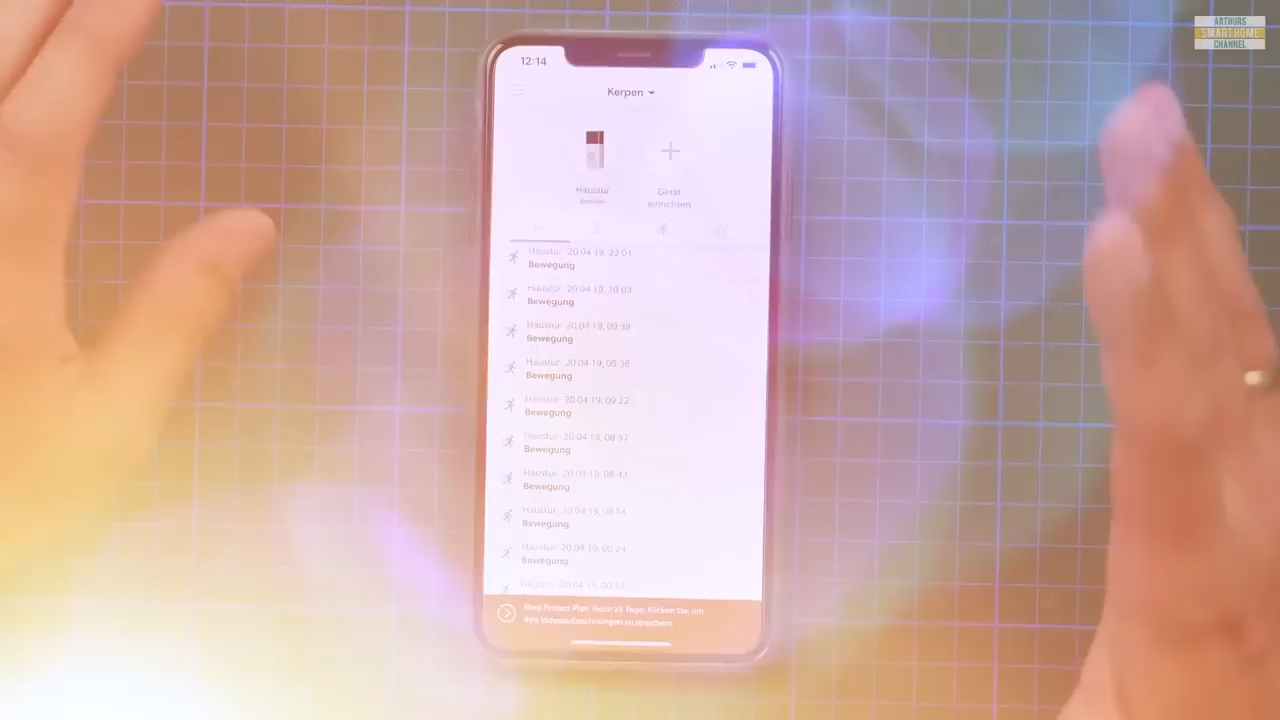 ARTHURS
SMARTHOME
CHANNEL
12:14
Kerpen
Haustür
Gerät
einrichten
Haustür 20.04.19, 23:01
Bewegung
Haustür 20.04.19, 20:03
Bewegung
Haustür 20.04.19, 09:38
Bewegung
Haustür 20.04.19, 09:36
Bewegung
Haustür 20.04.19, 09:22
Bewegung
Haustür 20.04.19, 08:57
Bewegung
Haustür 08:42
Bewegung
Haustür 20.04.19, 08:14
Bewegung
Haustür 20.04.19, 00:24
Bewegung
Haustür 20.04.19,
Ring Protect Plan: Noch 23 Tage! Klicken Sie, um
Ihre Videoaufzeichnungen zu speichern